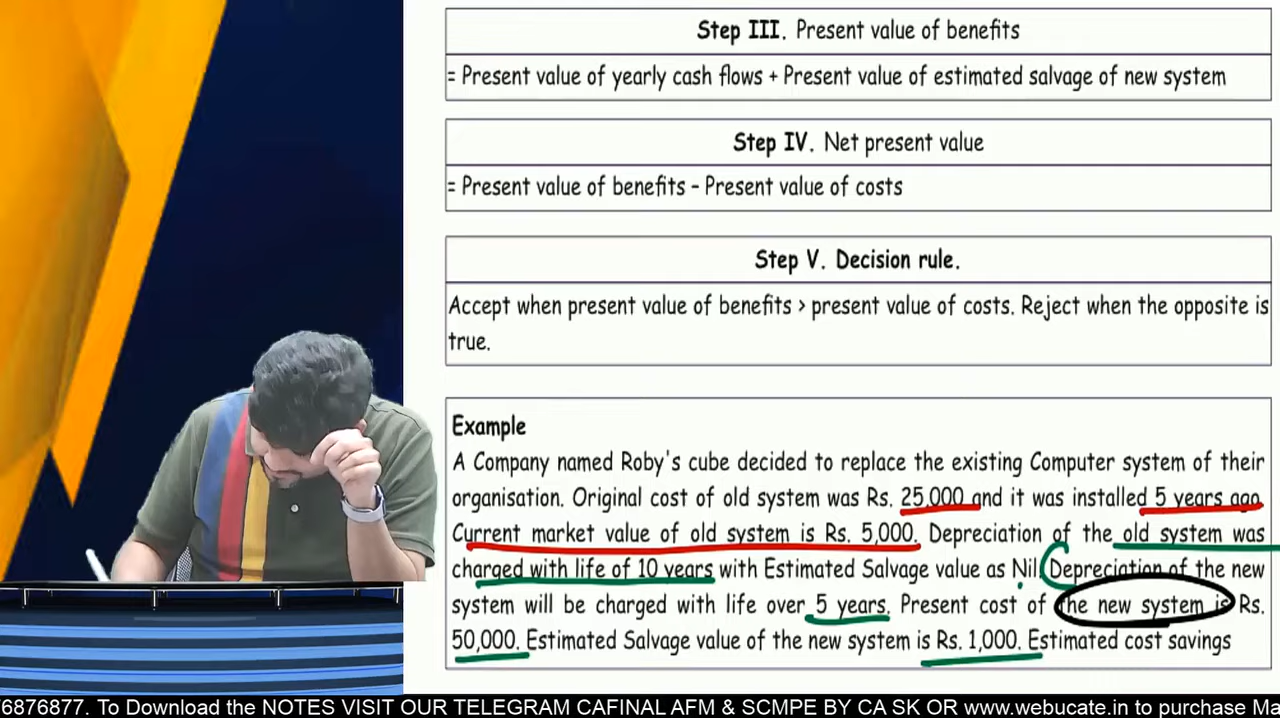 Step III. Present value of benefits
= Present value of yearly cash flows + Present value of estimated salvage of new system
Step IV. Net present value
= Present value of benefits – Present value of costs
Step V. Decision rule.
Accept when present value of benefits > present value of costs. Reject when the opposite is
true.
Example
A Company named Roby's cube decided to replace the existing Computer system of their
organisation. Original cost of old system was Rs. 25,000 and it was installed 5 years ago
Current market value of old system is Rs. 5,000. Depreciation of the old system was
charged with life of 10 years with Estimated Salvage value as Nil Depreciation of the new
system will be charged with life over 5 years. Present cost of the new system is Rs.
50,000. Estimated Salvage value of the new system is Rs. 1,000. Estimated cost savings
76876877. To Download the NOTES VISIT OUR TELEGRAM CAFINAL AFM & SCMPE BY CA SK OR www.webucate.in to purchase Ma